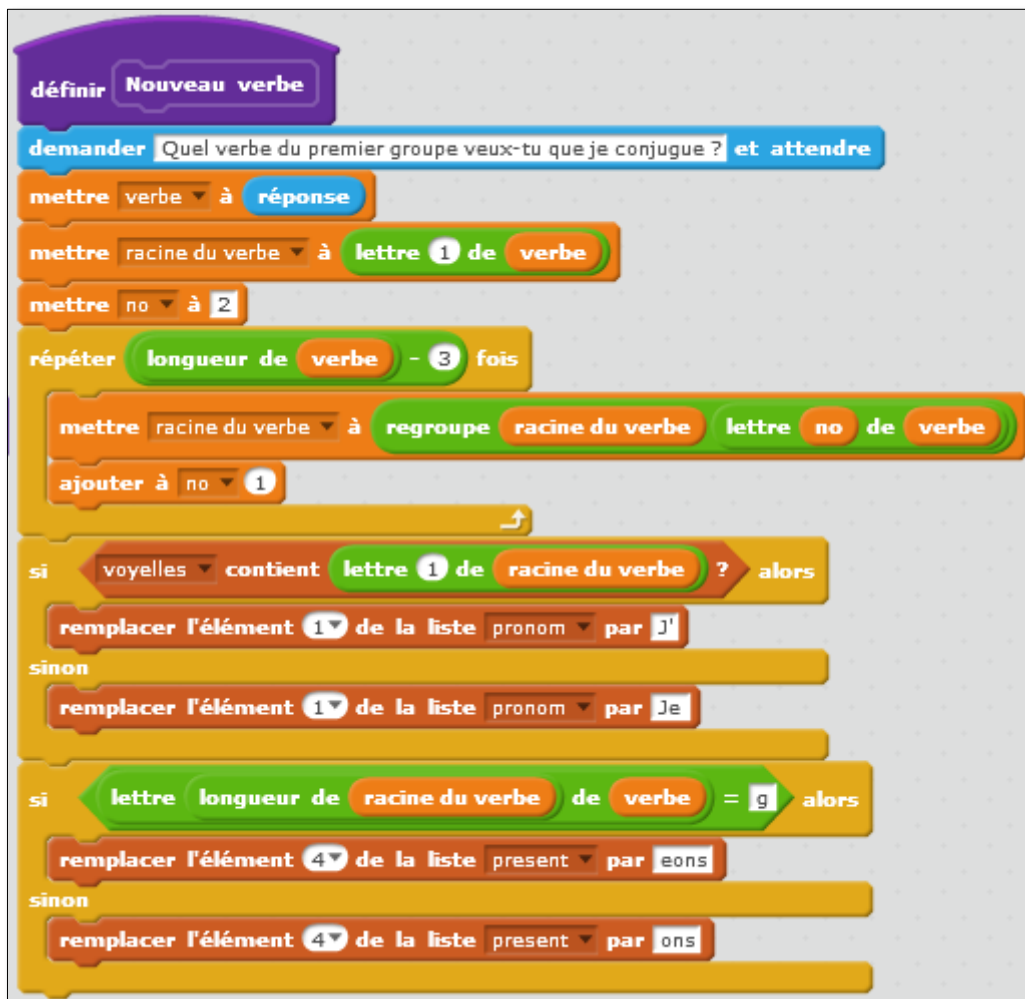 définir Nouveau verbe
demander Quel verbe du premier groupe veux-tu que je conjugue ? et attendre
mettre verbe à réponse
mettre racine du verbe à lettre 1 de verbe
mettre no à 2
répéter longueur de verbe - 3 fois
mettre racine du verbe à regroupe racine du verbe lettre no de verbe
ajouter à no 1
si voyelles contient lettre 1 de racine du verbe ? alors
remplacer l'élément 1 de la liste pronom par J'
sinon
remplacer l'élément 1 de la liste pronom par Je
si lettre longueur de racine du verbe de verbe = g alors
remplacer l'élément 4 de la liste present par eons
sinon
remplacer l'élément 4 de la liste present par ons